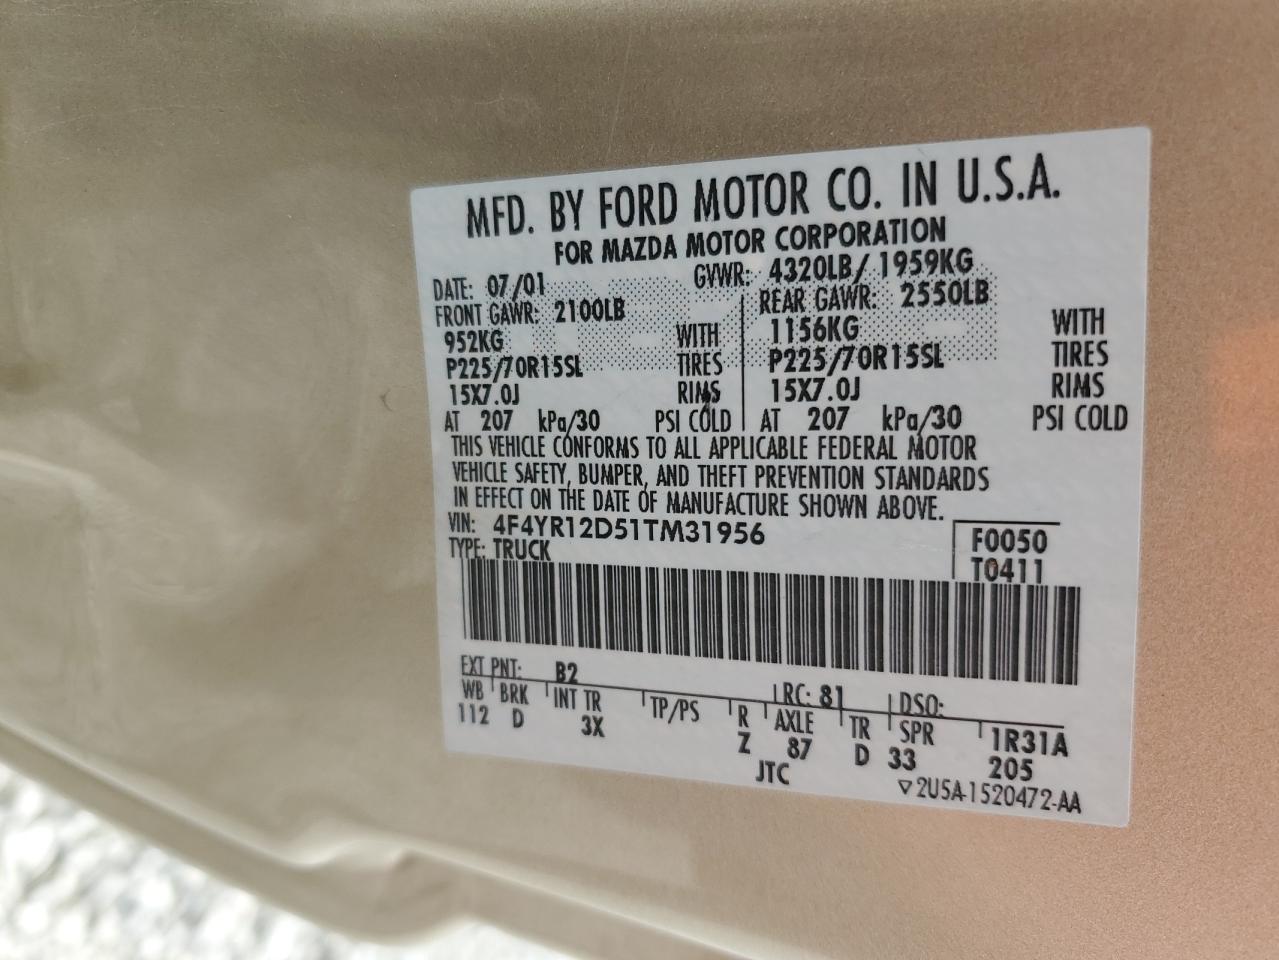 MFD. BY FORD MOTOR CO. IN U.S.A.
FOR MAZDA MOTOR CORPORATION
DATE: 07/01 GVWR: 4320LB/ 1959KG
FRONT GAWR: 2100LB REAR GAWR: 2550LB
952KG WITH 1156KG WITH
P225/70R15SL TIRES P225/70R15SL TIRES
15X7.0J RIMS 15X7.0J RIMS
AT 207 kPa/30 PSI COLD AT 207 kPa/30 PSI COLD
THIS VEHICLE CONFORMS TO ALL APPLICABLE FEDERAL MOTOR
VEHICLE SAFETY, BUMPER, AND THEFT PREVENTION STANDARDS
IN EFFECT ON THE DATE OF MANUFACTURE SHOWN ABOVE.
VIN: 4F4YR12D51TM31956 F0050
TYPE: TRUCK T0411
EXT PNT: B2 RC: 81 DSO:
WB BRK INT TR TP/PS R AXLE TR SPR 1R31A
112 D 3X Z 87 D 33 205
JTC ▽2U5A-1520472-AA